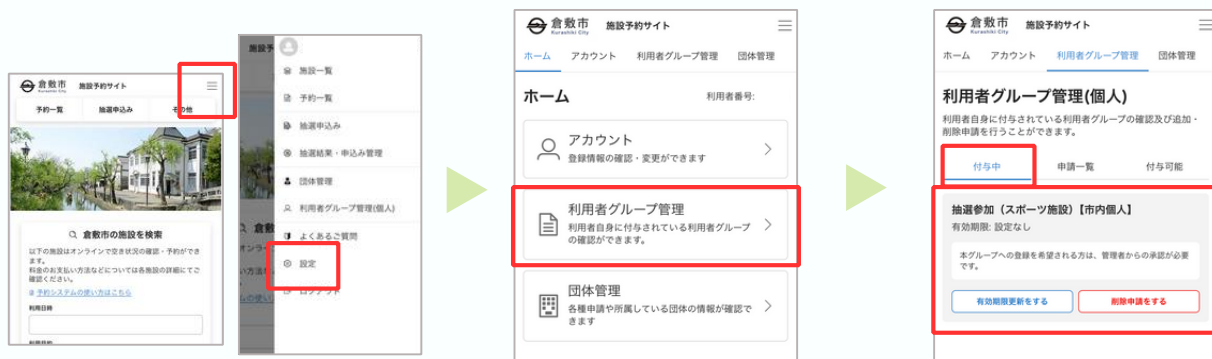 倉敷市 施設予約サイト
Kurashiki City
予約一覧 抽選申込み その他
倉敷市の施設を検索
以下の施設はオンラインで空き状況の確認・予約ができ
ます。
料金のお支払い方法などについては各施設の詳細にてご
確認ください。
予約システムの使い方はこちら
利用日時
利用目的
施設予
施設一覧
予約一覧
抽選申込み
抽選結果・申込み管理
団体管理
利用者グループ管理(個人)
よくあるご質問
設定
ログアウト
倉敷市 施設予約サイト
Kurashiki City
ホーム アカウント 利用者グループ管理 団体管理
ホーム 利用者番号:
アカウント
登録情報の確認・変更ができます
利用者グループ管理
利用者自身に付与されている利用者グループ
の確認ができます。
団体管理
各種申請や所属している団体の情報が確認で
きます
倉敷市 施設予約サイト
Kurashiki City
ホーム アカウント 利用者グループ管理 団体管理
利用者グループ管理(個人)
利用者自身に付与されている利用者グループの確認及び追加・
削除申請を行うことができます。
付与中 申請一覧 付与可能
抽選参加（スポーツ施設）【市内個人】
有効期限: 設定なし
本グループへの登録を希望される方は、管理者からの承認が必要
です。
有効期限更新をする 削除申請をする